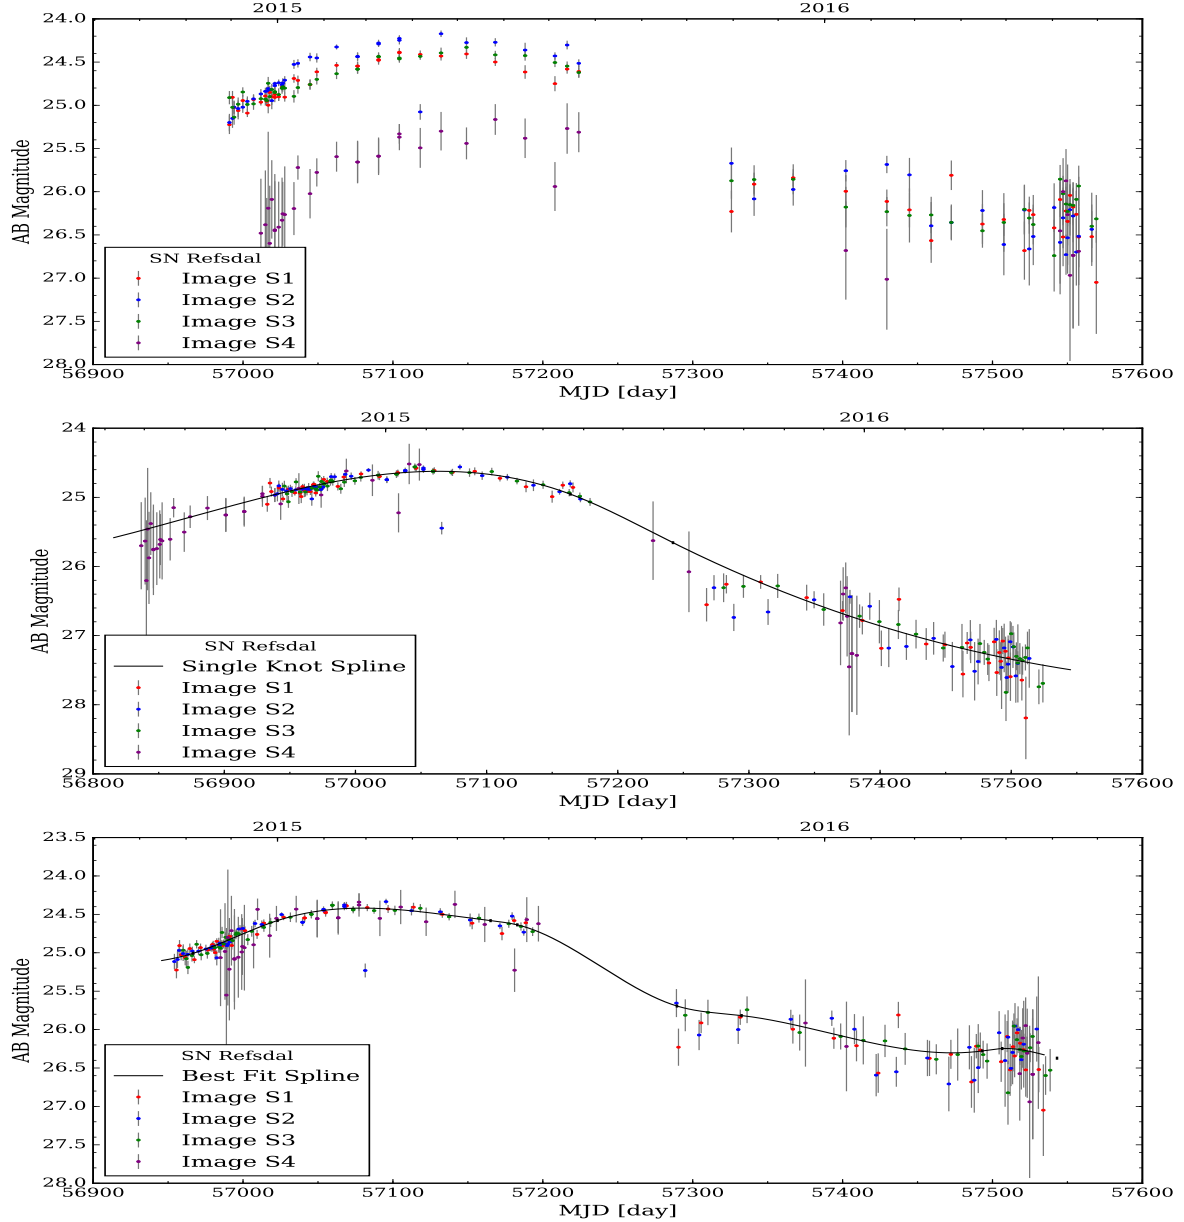 2015 2016
24.0
24.5
25.0
25.5
26.0
26.5
27.0
27.5
28.0
AB Magnitude
SN Refsdal
Image S1
Image S2
Image S3
Image S4
56900 57000 57100 57200 57300 57400 57500 57600
MJD [day]
2015 2016
24
25
26
27
28
29
AB Magnitude
SN Refsdal
Single Knot Spline
Image S1
Image S2
Image S3
Image S4
56800 56900 57000 57100 57200 57300 57400 57500 57600
MJD [day]
2015 2016
23.5
24.0
24.5
25.0
25.5
26.0
26.5
27.0
27.5
28.0
AB Magnitude
SN Refsdal
Best Fit Spline
Image S1
Image S2
Image S3
Image S4
56900 57000 57100 57200 57300 57400 57500 57600
MJD [day]